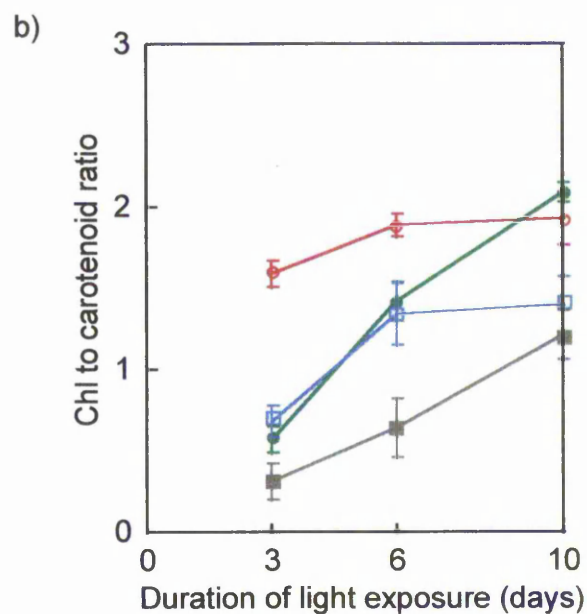 b)
3
2
1
0
Chl to carotenoid ratio
0 3 6 10
Duration of light exposure (days)